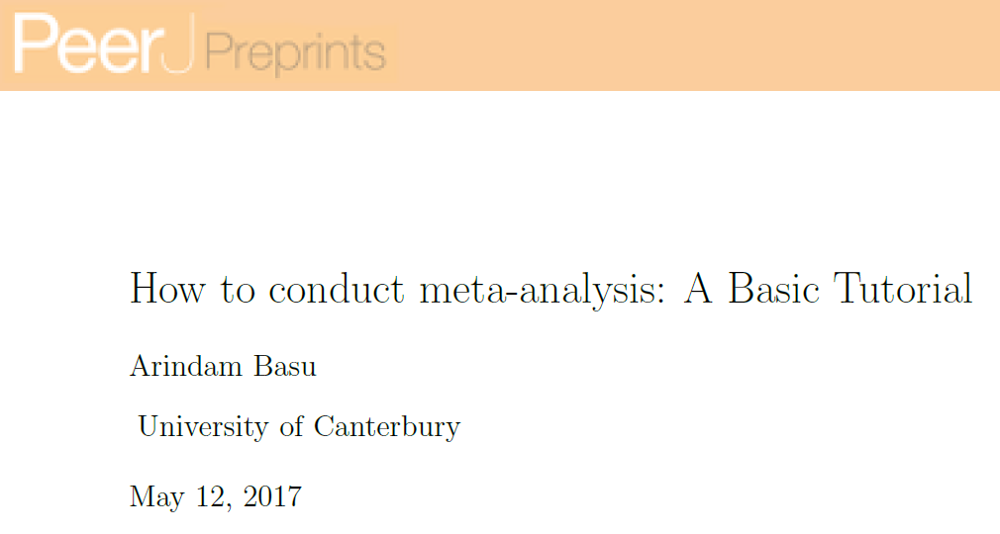 PeerJ Preprints
How to conduct meta-analysis: A Basic Tutorial
Arindam Basu
University of Canterbury
May 12, 2017